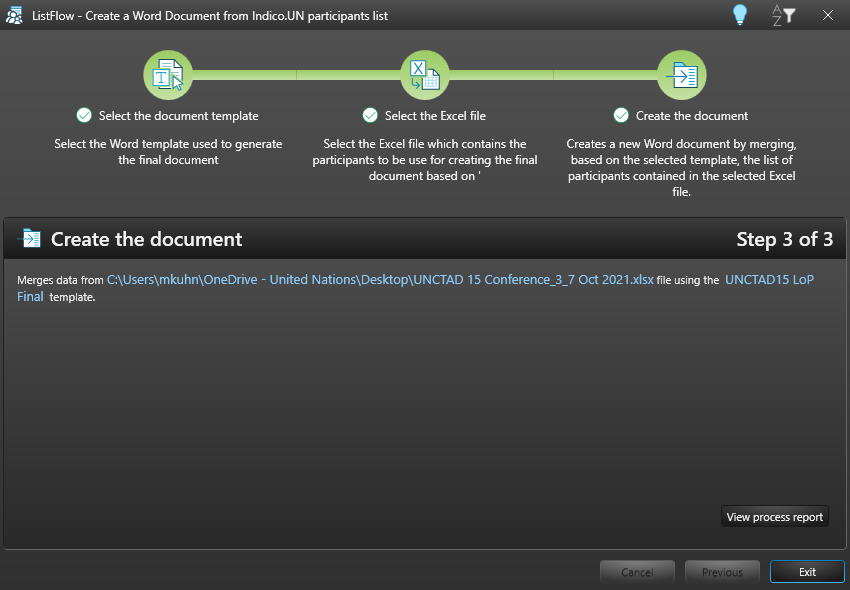 ListFlow - Create a Word Document from Indico.UN participants list
A
Z
T
X
Select the document template
Select the Excel file
Create the document
Select the Word template used to generate
the final document
Select the Excel file which contains the
participants to be use for creating the final
document based on '
Creates a new Word document by merging,
based on the selected template, the list of
participants contained in the selected Excel
file.
Create the document
Step 3 of 3
Merges data from C:\Users\mkuhn\OneDrive - United Nations\Desktop\UNCTAD 15 Conference_3_7 Oct 2021.xlsx file using the UNCTAD15 LoP
Final template.
View process report
Cancel
Previous
Exit